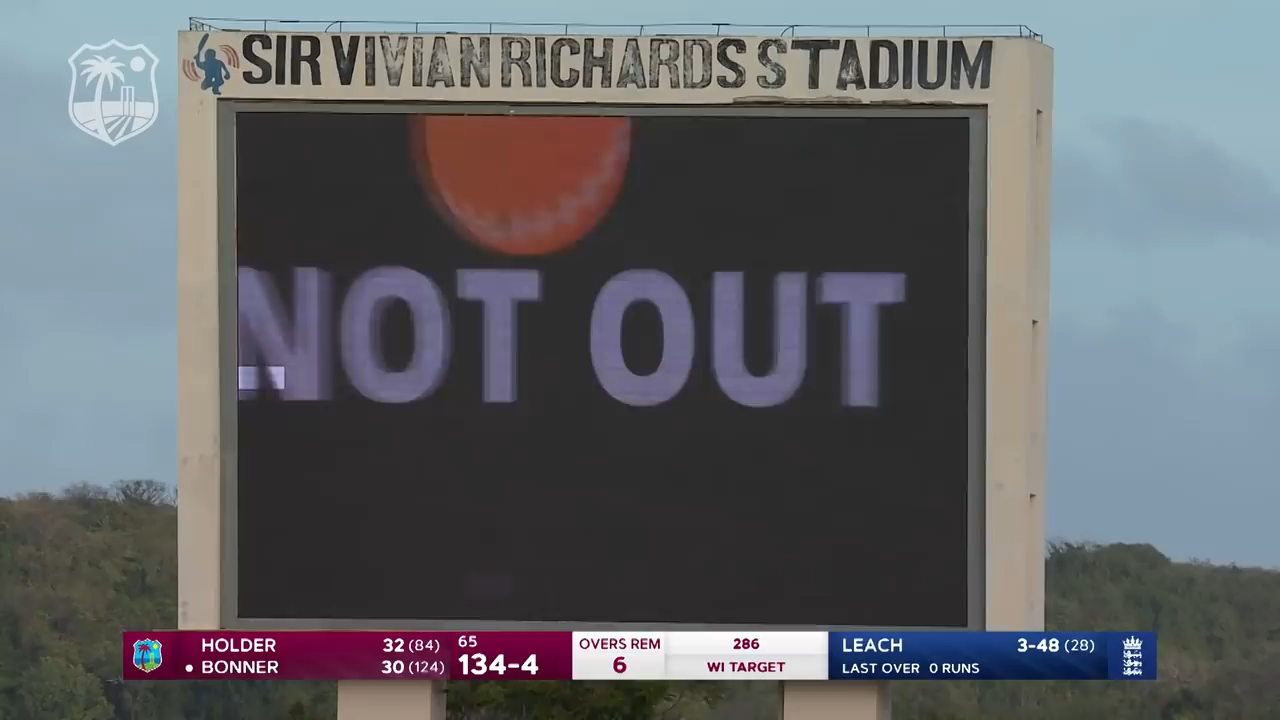 SIR VIVIAN RICHARDS STADIUM
NOT OUT
HOLDER 32 (84)
• BONNER 30 (124)
65
134-4
OVERS REM
6
286
WI TARGET
LEACH 3-48 (28)
LAST OVER 0 RUNS